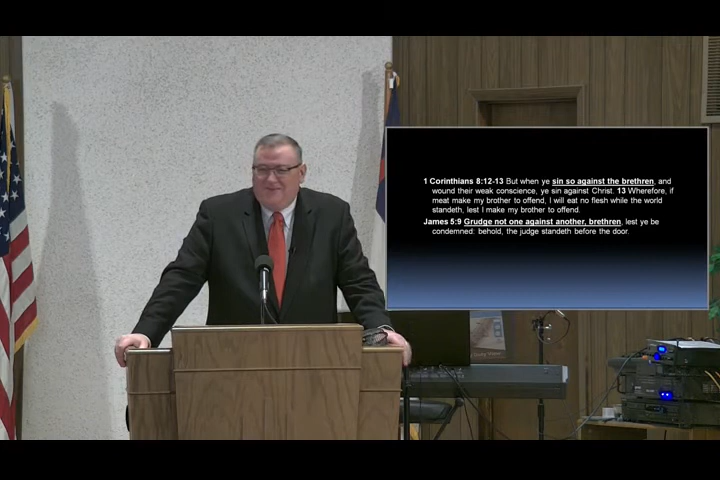 1 Corinthians 8:12-13 But when ye sin so against the brethren, and
wound their weak conscience, ye sin against Christ. 13 Wherefore, if
meat make my brother to offend, I will eat no flesh while the world
standeth, lest I make my brother to offend.
James 5:9 Grudge not one against another, brethren, lest ye be
condemned: behold, the judge standeth before the door.